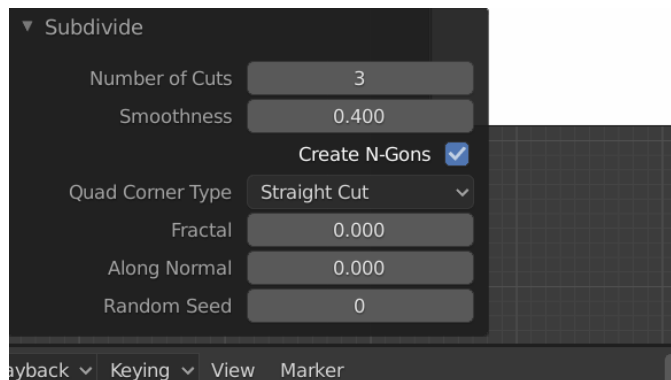 Subdivide
Number of Cuts 3
Smoothness 0.400
Create N-Gons
Quad Corner Type Straight Cut
Fractal 0.000
Along Normal 0.000
Random Seed 0
ayback Keying View Marker